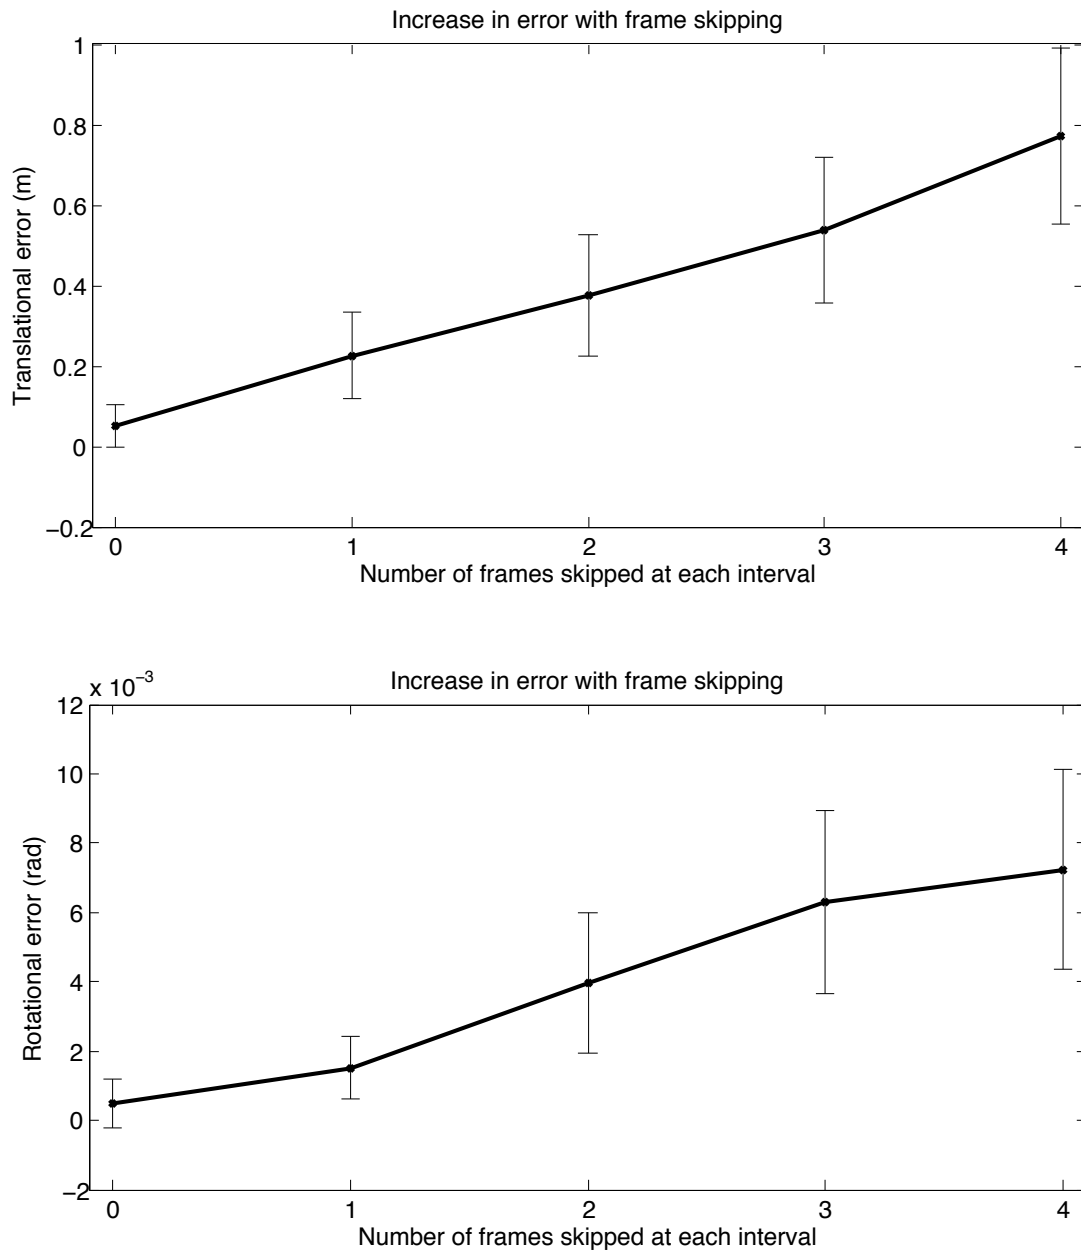 Increase in error with frame skipping
1
0.8
0.6
0.4
0.2
0
−0.2
Translational error (m)
0 1 2 3 4
Number of frames skipped at each interval
Increase in error with frame skipping
x 10⁻³
12
10
8
6
4
2
0
−2
Rotational error (rad)
0 1 2 3 4
Number of frames skipped at each interval